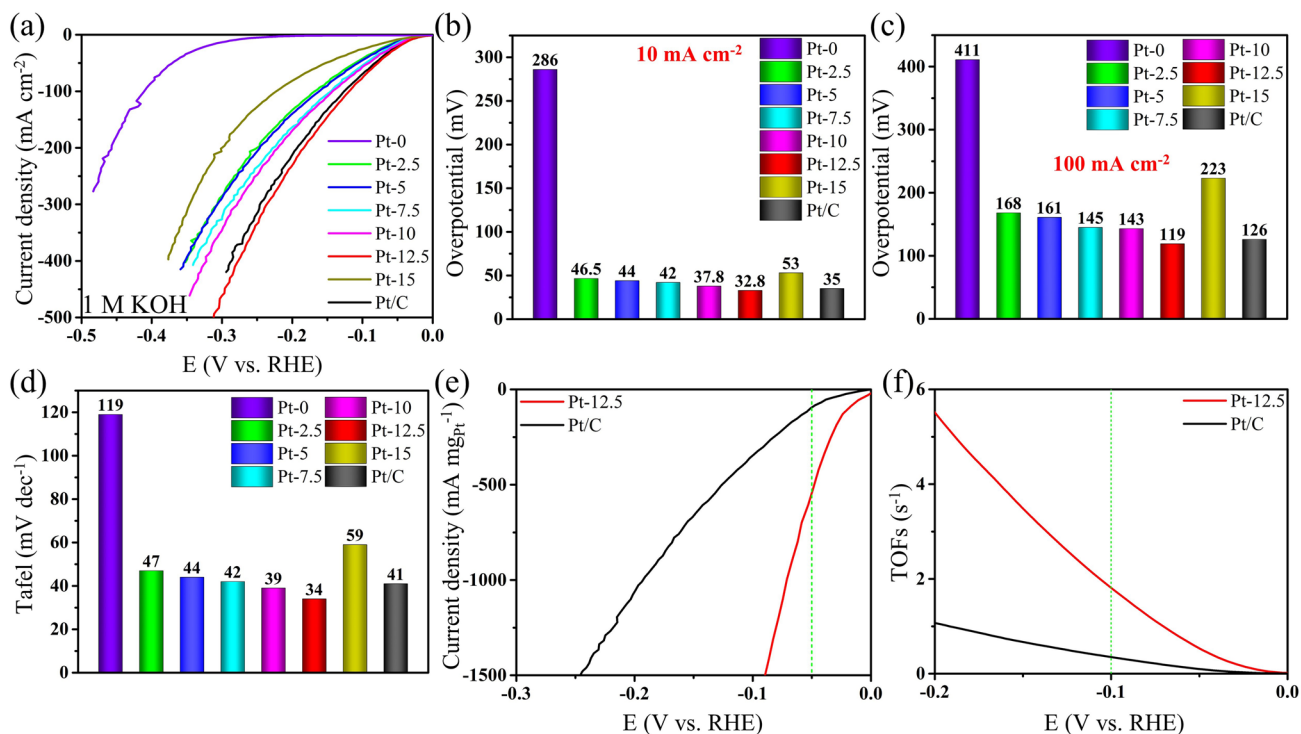 (a)
0
-100
-200
-300
-400
-500
Current density (mA cm-2)
-0.5
-0.4
-0.3
-0.2
-0.1
0.0
E (V vs. RHE)
Pt-0
Pt-2.5
Pt-5
Pt-7.5
Pt-10
Pt-12.5
Pt-15
Pt/C
1 M KOH
(b)
300
250
200
150
100
50
0
Overpotential (mV)
10 mA cm-2
286
46.5
44
42
37.8
32.8
53
35
Pt-0
Pt-2.5
Pt-5
Pt-7.5
Pt-10
Pt-12.5
Pt-15
Pt/C
(c)
400
300
200
100
0
Overpotential (mV)
100 mA cm-2
411
168
161
145
143
119
223
126
Pt-0
Pt-2.5
Pt-5
Pt-7.5
Pt-10
Pt-12.5
Pt-15
Pt/C
(d)
120
100
80
60
40
20
0
Tafel (mV dec-1)
119
47
44
42
39
34
59
41
Pt-0
Pt-2.5
Pt-5
Pt-7.5
Pt-10
Pt-12.5
Pt-15
Pt/C
(e)
0
-500
-1000
-1500
Current density (mA mgPt-1)
-0.3
-0.2
-0.1
0.0
E (V vs. RHE)
Pt-12.5
Pt/C
(f)
6
4
2
0
TOFs (s-1)
-0.2
-0.1
0.0
E (V vs. RHE)
Pt-12.5
Pt/C